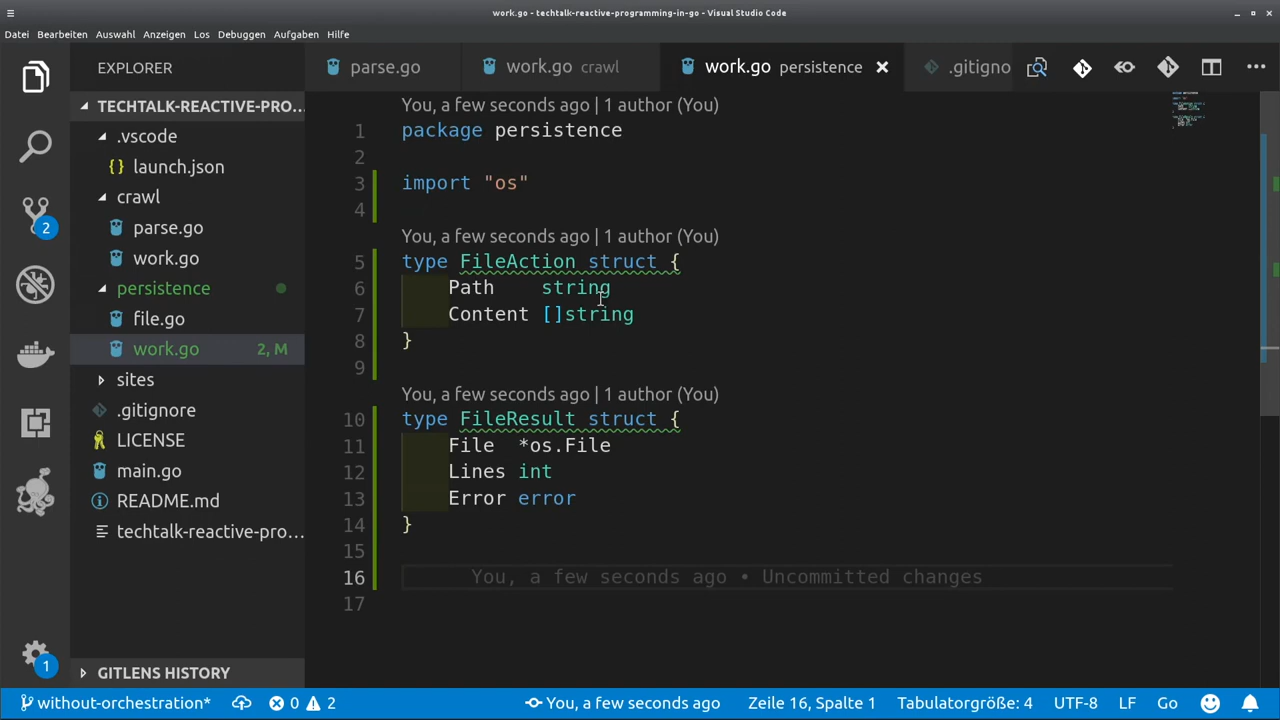 work.go - techtalk-reactive-programming-in-go - Visual Studio Code
Datei Bearbeiten Auswahl Anzeigen Los Debuggen Aufgaben Hilfe
EXPLORER
TECHTALK-REACTIVE-PRO...
.vscode
{} launch.json
crawl
parse.go
work.go
persistence
file.go
work.go 2, M
sites
.gitignore
LICENSE
main.go
README.md
techtalk-reactive-pro...
GITLENS HISTORY
2
1
parse.go work.go crawl work.go persistence .gitigno
You, a few seconds ago | 1 author (You)
1 package persistence
2
3 import "os"
4
You, a few seconds ago | 1 author (You)
5 type FileAction struct {
6 Path string
7 Content []string
8 }
9
You, a few seconds ago | 1 author (You)
10 type FileResult struct {
11 File *os.File
12 Lines int
13 Error error
14 }
15
16 You, a few seconds ago • Uncommitted changes
17
without-orchestration* 0 2 You, a few seconds ago Zeile 16, Spalte 1 Tabulatorgröße: 4 UTF-8 LF Go